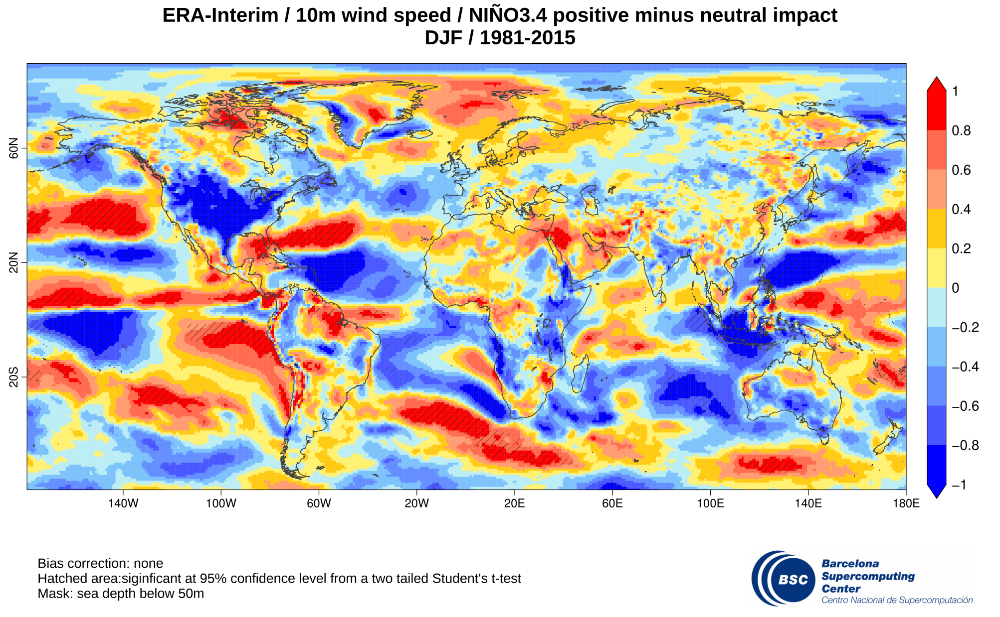 ERA-Interim / 10m wind speed / NIÑO3.4 positive minus neutral impact
DJF / 1981-2015
60N
20N
20S
140W
100W
60W
20W
20E
60E
100E
140E
180E
1
0.8
0.6
0.4
0.2
0
−0.2
−0.4
−0.6
−0.8
−1
Bias correction: none
Hatched area:siginficant at 95% confidence level from a two tailed Student's t-test
Mask: sea depth below 50m
BSC
Barcelona
Supercomputing
Center
Centro Nacional de Supercomputación